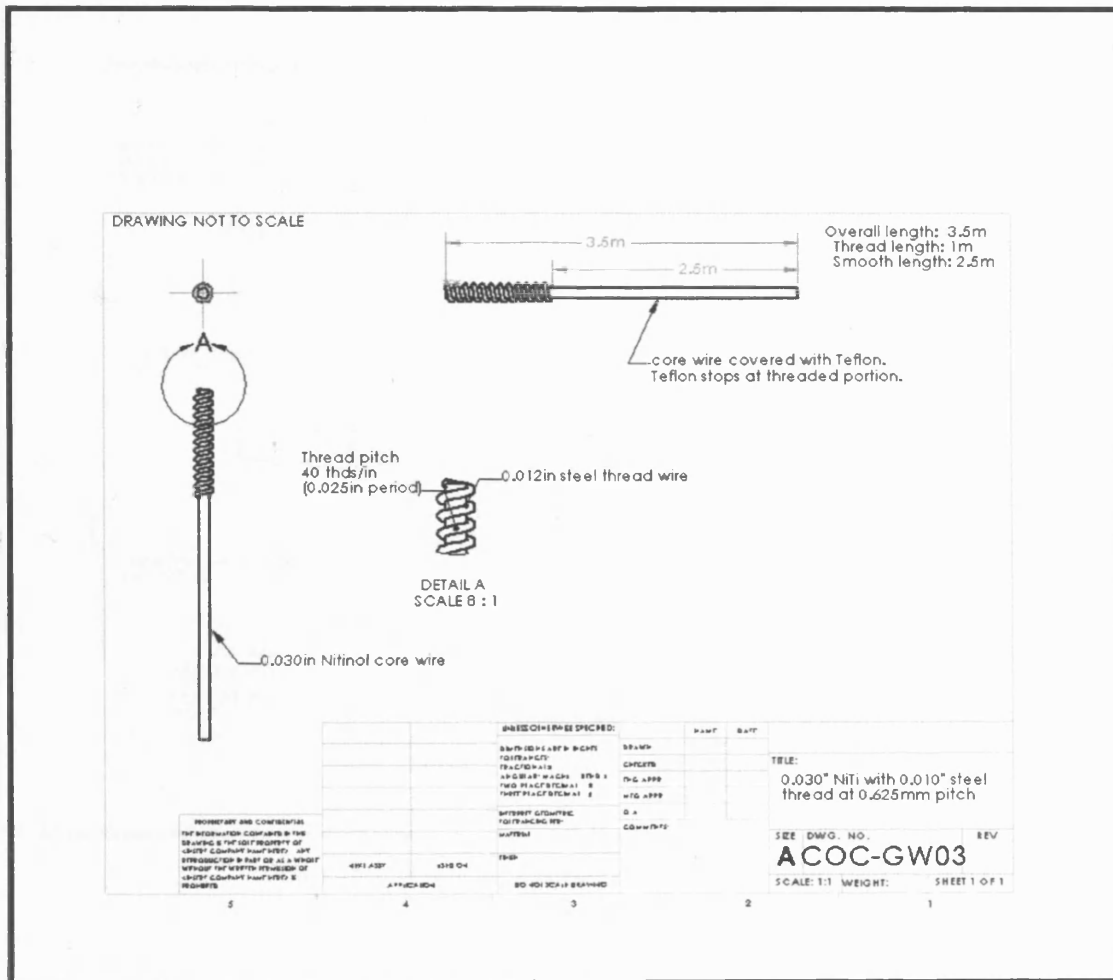 DRAWING NOT TO SCALE
3.5m
2.5m
Overall length: 3.5m
Thread length: 1m
Smooth length: 2.5m
core wire covered with Teflon.
Teflon stops at threaded portion.
A
Thread pitch
40 thds/in
(0.025in period)
0.012in steel thread wire
DETAIL A
SCALE 8 : 1
0.030in Nitinol core wire
UNLESS OTHERWISE SPECIFIED:
NAME DATE
DRAWN
CHECKED
ENG APPR
MFG APPR
Q A
COMMENTS:
MATERIAL
FINISH
NEXT ASSY USED ON
APPLICATION
DO NOT SCALE DRAWING
PROPRIETARY AND CONFIDENTIAL
TITLE:
0.030" NiTi with 0.010" steel
thread at 0.625mm pitch
SIZE DWG. NO. REV
A COC-GW03
SCALE: 1:1 WEIGHT: SHEET 1 OF 1
5 4 3 2 1